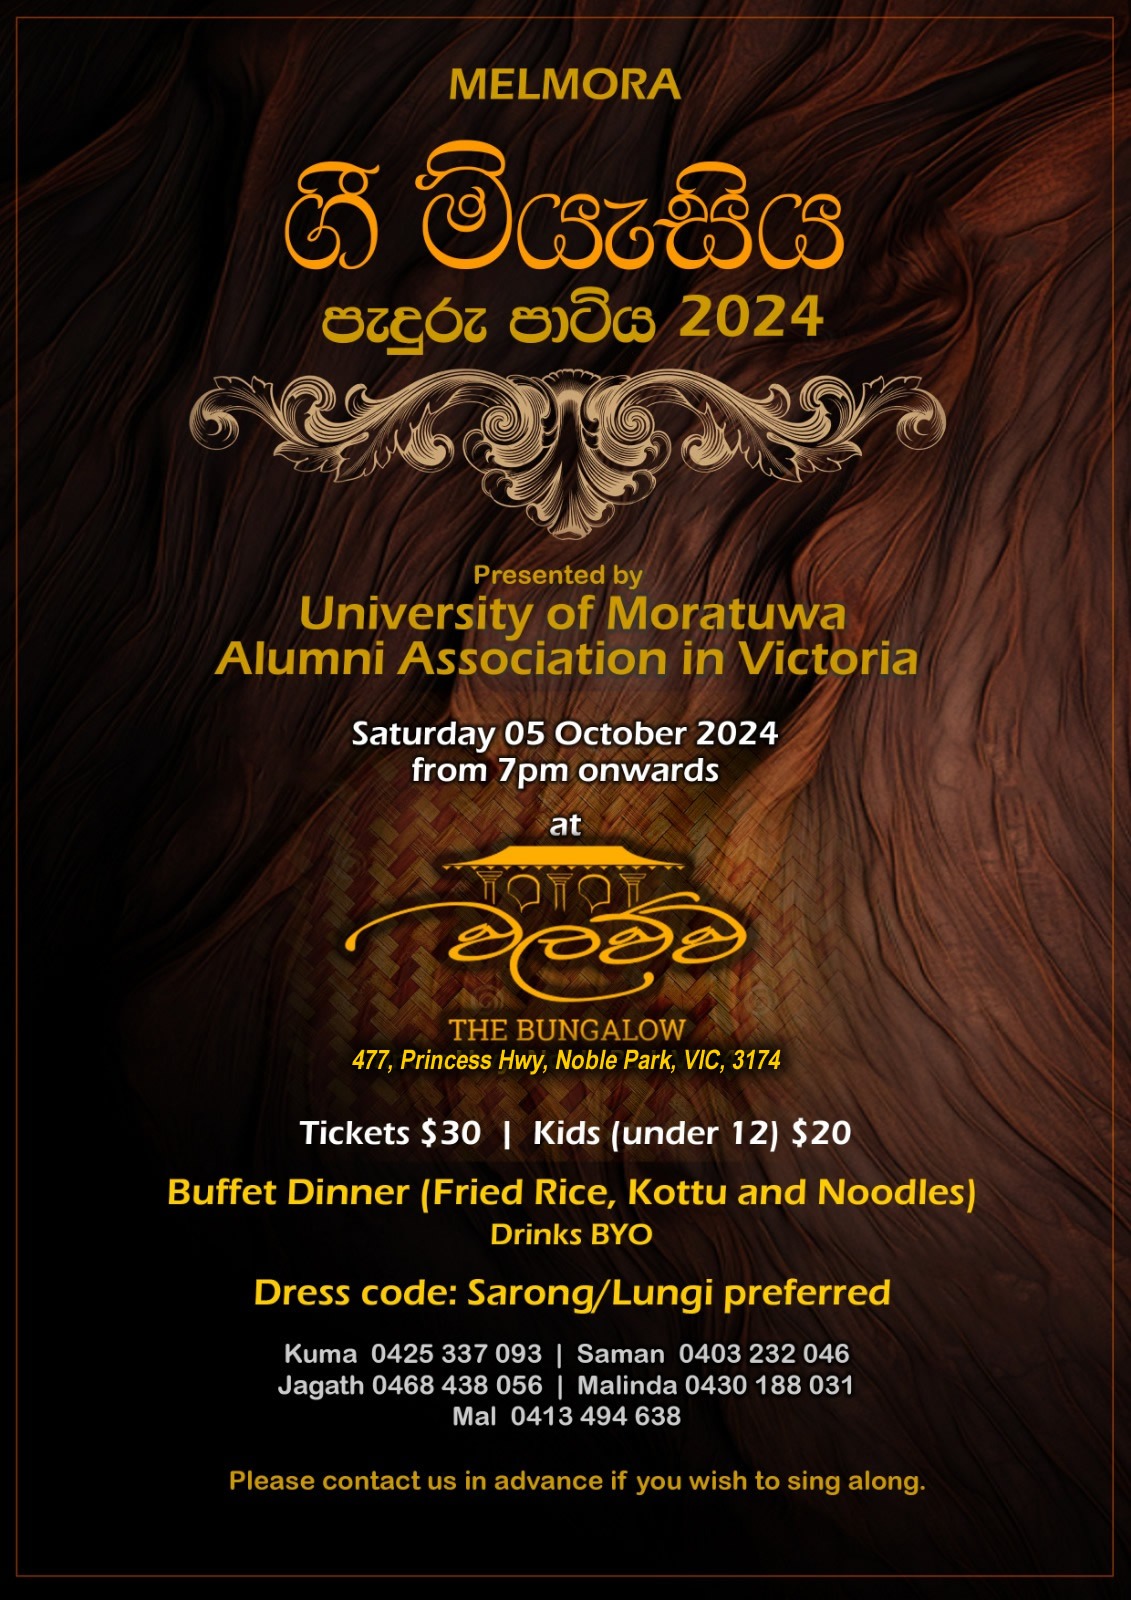 MELMORA
ගී මියැසිය
පැදුරු පාටිය 2024
Presented by
University of Moratuwa
Alumni Association in Victoria
Saturday 05 October 2024
from 7pm onwards
at
වලව්ව
THE BUNGALOW
477, Princess Hwy, Noble Park, VIC, 3174
Tickets $30 | Kids (under 12) $20
Buffet Dinner (Fried Rice, Kottu and Noodles)
Drinks BYO
Dress code: Sarong/Lungi preferred
Kuma 0425 337 093 | Saman 0403 232 046
Jagath 0468 438 056 | Malinda 0430 188 031
Mal 0413 494 638
Please contact us in advance if you wish to sing along.